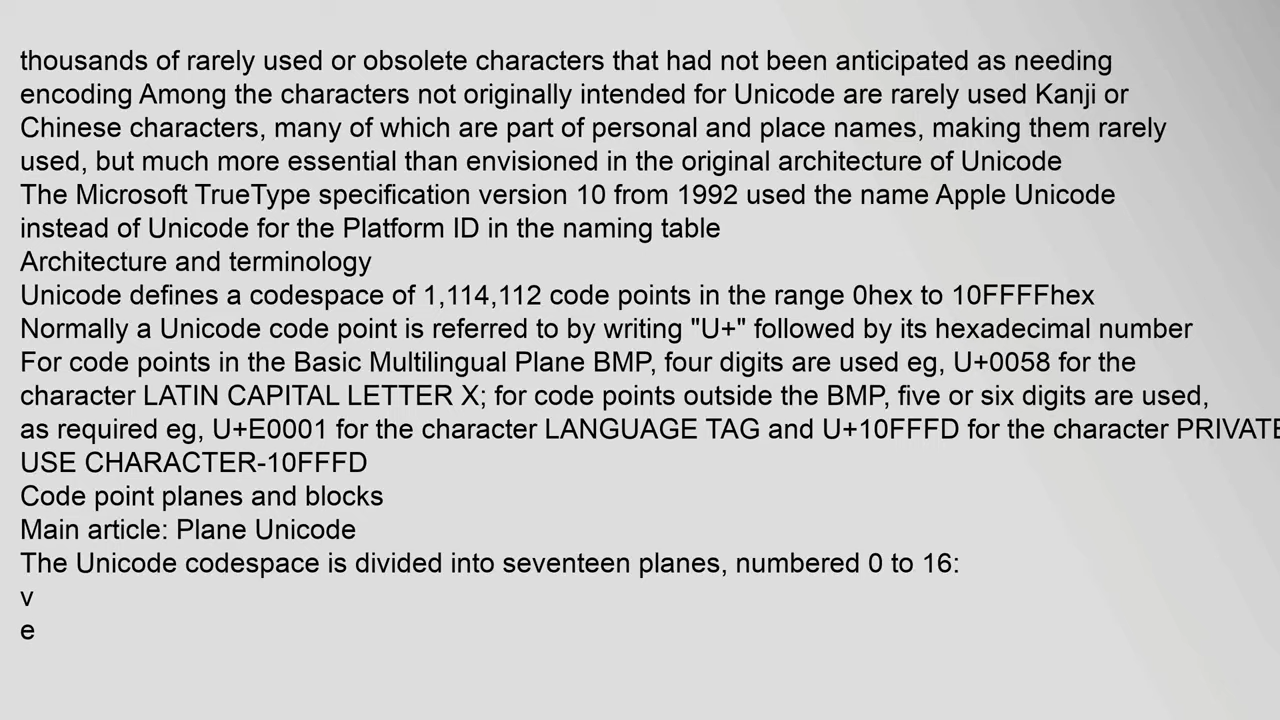 thousands of rarely used or obsolete characters that had not been anticipated as needing
encoding Among the characters not originally intended for Unicode are rarely used Kanji or
Chinese characters, many of which are part of personal and place names, making them rarely
used, but much more essential than envisioned in the original architecture of Unicode
The Microsoft TrueType specification version 10 from 1992 used the name Apple Unicode
instead of Unicode for the Platform ID in the naming table
Architecture and terminology
Unicode defines a codespace of 1,114,112 code points in the range 0hex to 10FFFFhex
Normally a Unicode code point is referred to by writing "U+" followed by its hexadecimal number
For code points in the Basic Multilingual Plane BMP, four digits are used eg, U+0058 for the
character LATIN CAPITAL LETTER X; for code points outside the BMP, five or six digits are used,
as required eg, U+E0001 for the character LANGUAGE TAG and U+10FFFD for the character PRIVATE
USE CHARACTER-10FFFD
Code point planes and blocks
Main article: Plane Unicode
The Unicode codespace is divided into seventeen planes, numbered 0 to 16:
v
e